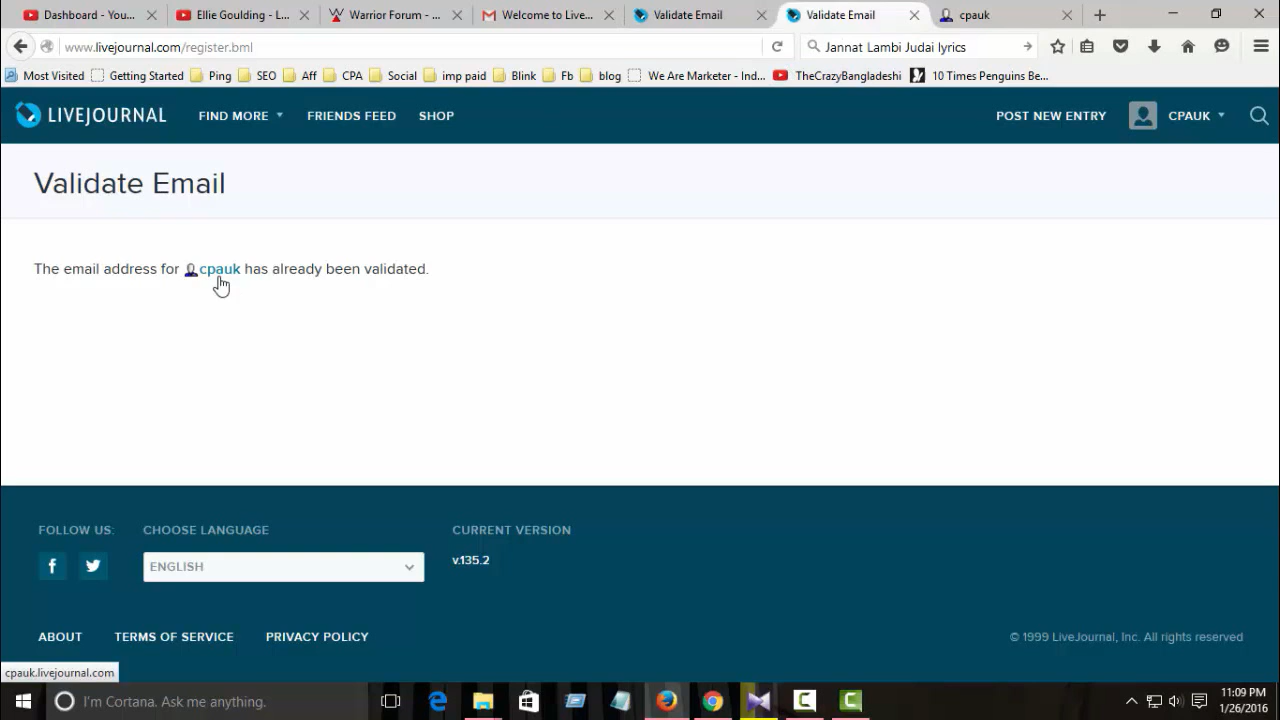 Dashboard - You...
Ellie Goulding - L...
Warrior Forum - ...
Welcome to Live...
Validate Email
Validate Email
cpauk
www.livejournal.com/register.bml
Jannat Lambi Judai lyrics
Most Visited
Getting Started
Ping
SEO
Aff
CPA
Social
imp paid
Blink
Fb
blog
We Are Marketer - Ind...
TheCrazyBangladeshi
10 Times Penguins Be...
LIVEJOURNAL
FIND MORE
FRIENDS FEED
SHOP
POST NEW ENTRY
CPAUK
Validate Email
The email address for cpauk has already been validated.
FOLLOW US:
CHOOSE LANGUAGE
CURRENT VERSION
ENGLISH
v.135.2
ABOUT
TERMS OF SERVICE
PRIVACY POLICY
© 1999 LiveJournal, Inc. All rights reserved
cpauk.livejournal.com
I'm Cortana. Ask me anything.
11:09 PM
1/26/2016